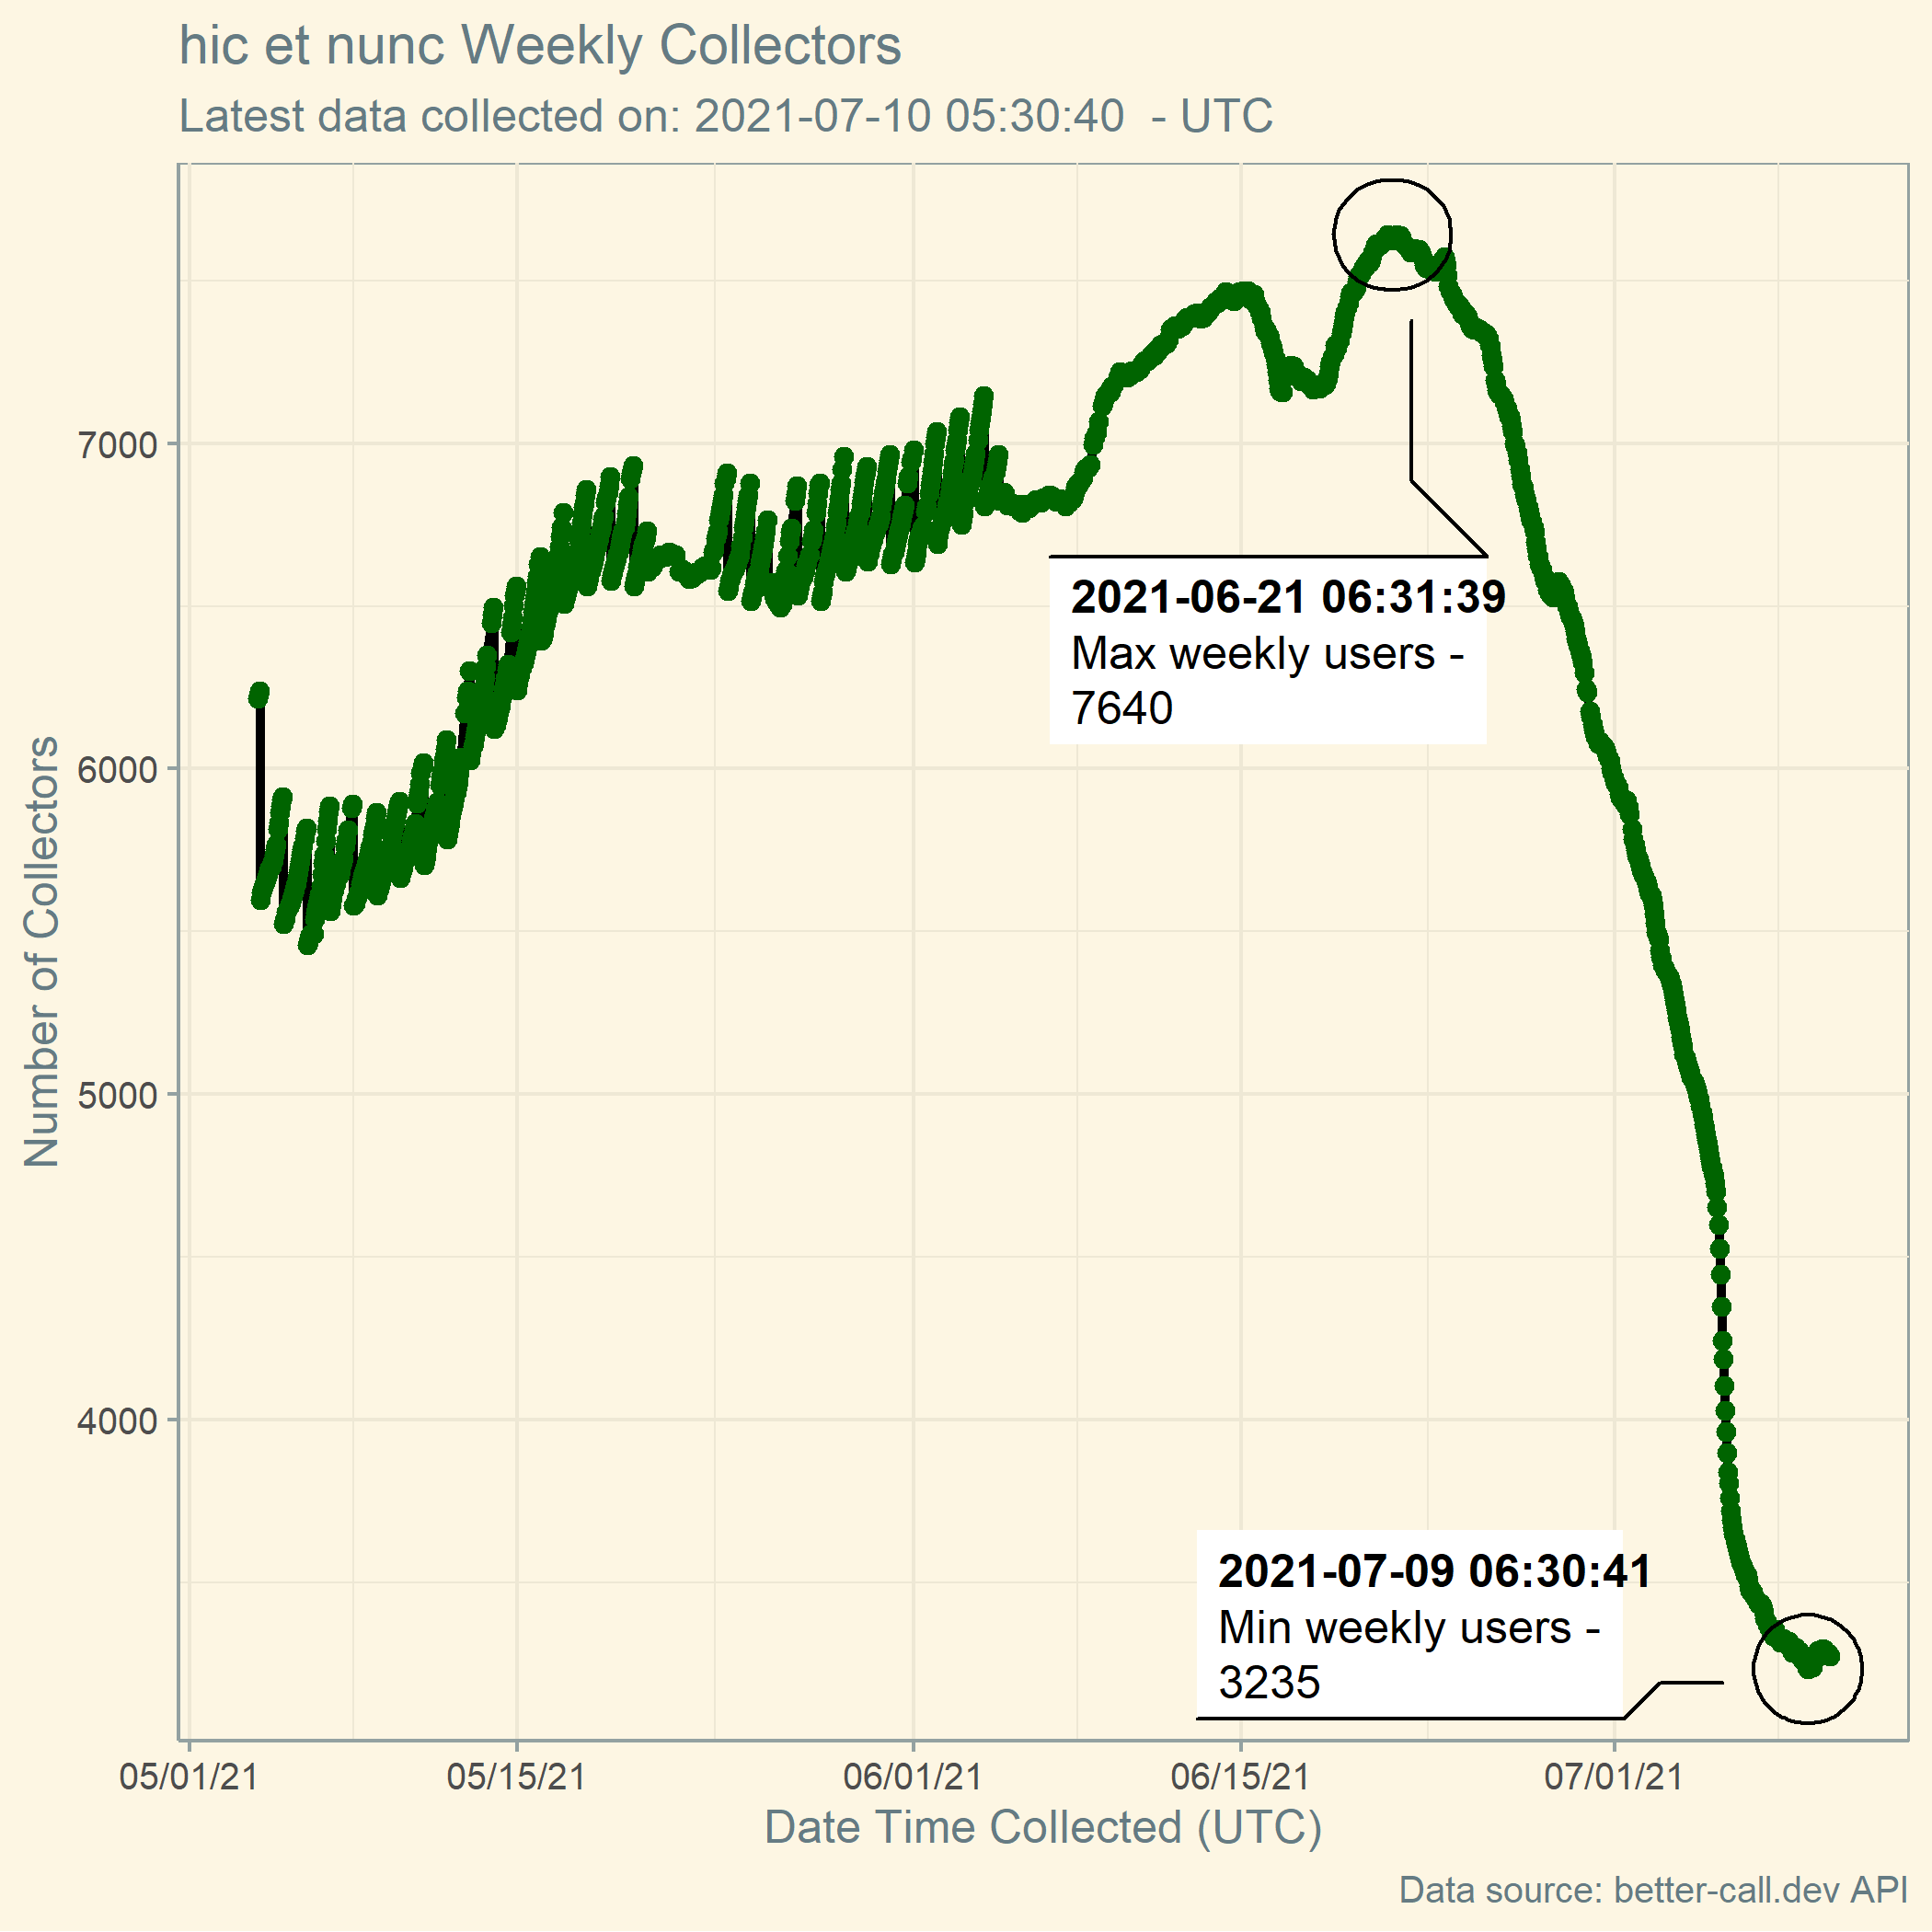 hic et nunc Weekly Collectors
Latest data collected on: 2021-07-10 05:30:40  - UTC
Number of Collectors
7000
6000
5000
4000
2021-06-21 06:31:39
Max weekly users -
7640
2021-07-09 06:30:41
Min weekly users -
3235
05/01/21 05/15/21 06/01/21 06/15/21 07/01/21
Date Time Collected (UTC)
Data source: better-call.dev API